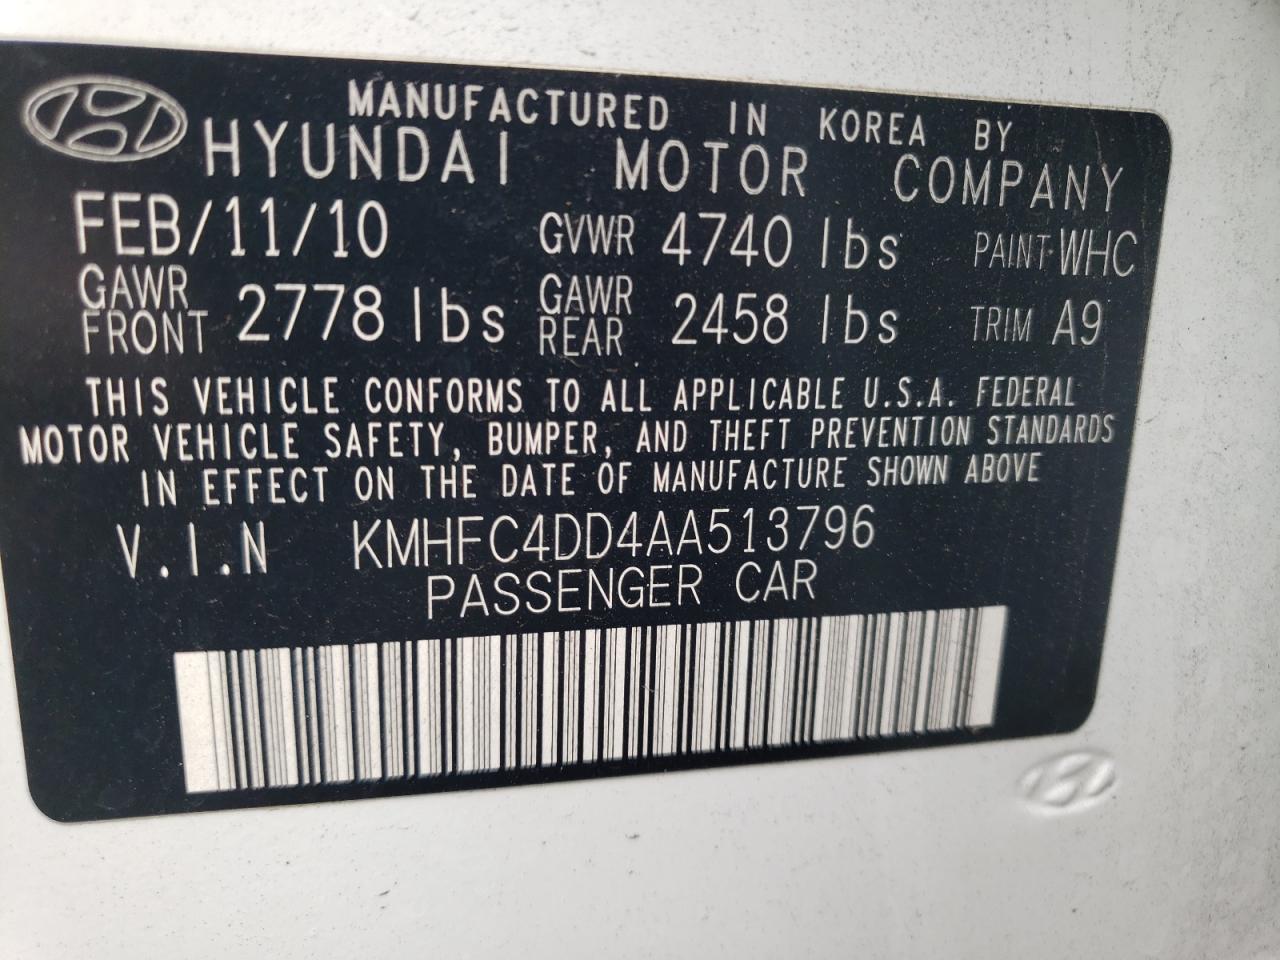 MANUFACTURED IN KOREA BY
HYUNDAI MOTOR COMPANY
FEB/11/10 GVWR 4740 lbs PAINT WHC
GAWR FRONT 2778 lbs GAWR REAR 2458 lbs TRIM A9
THIS VEHICLE CONFORMS TO ALL APPLICABLE U.S.A. FEDERAL
MOTOR VEHICLE SAFETY, BUMPER, AND THEFT PREVENTION STANDARDS
IN EFFECT ON THE DATE OF MANUFACTURE SHOWN ABOVE
V.I.N KMHFC4DD4AA513796
PASSENGER CAR